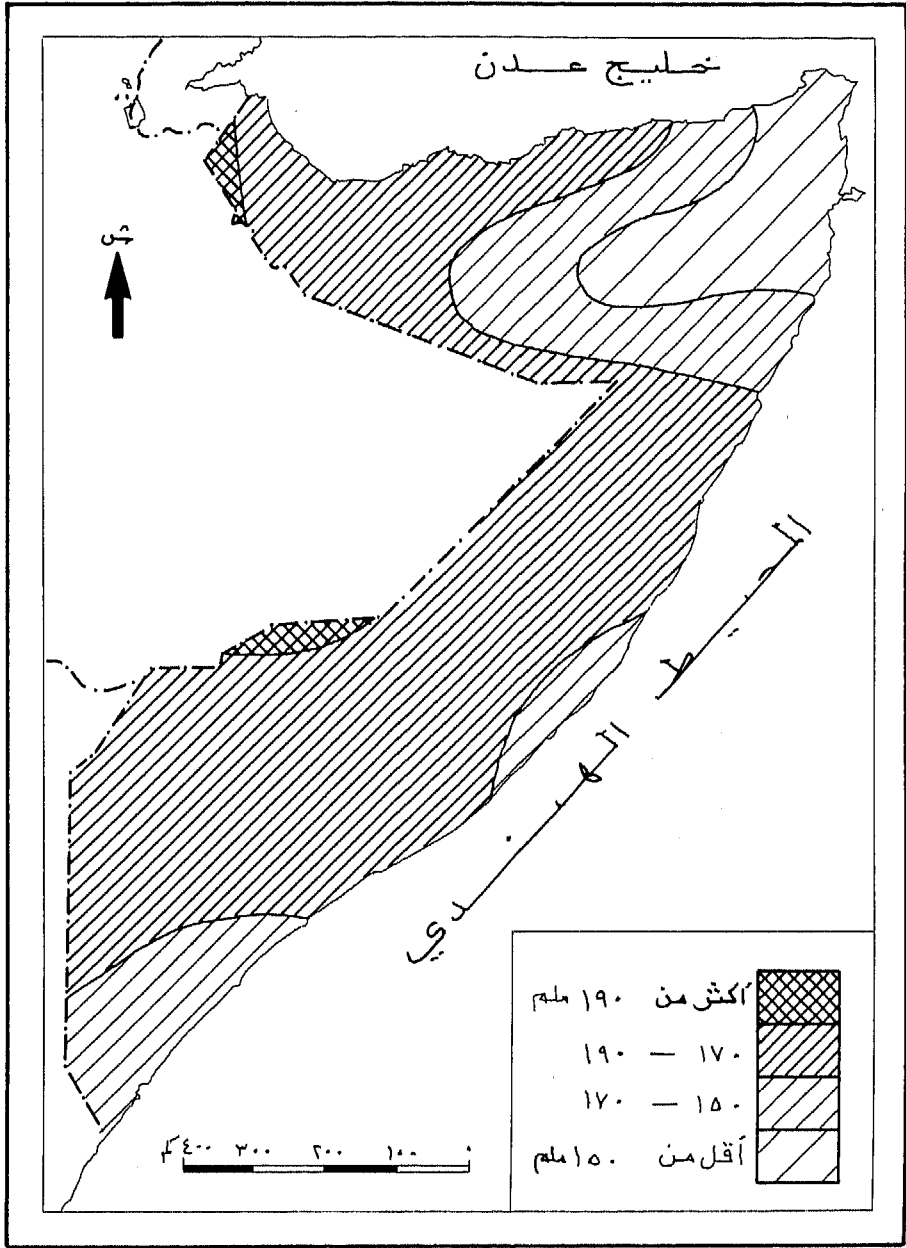 خليج عدن
ش
المحيط الهندي
أكثر من ١٩٠ ملم
١٧٠ — ١٩٠
١٥٠ — ١٧٠
أقل من ١٥٠ ملم
٠ ١٠٠ ٢٠٠ ٣٠٠ ٤٠٠ كم